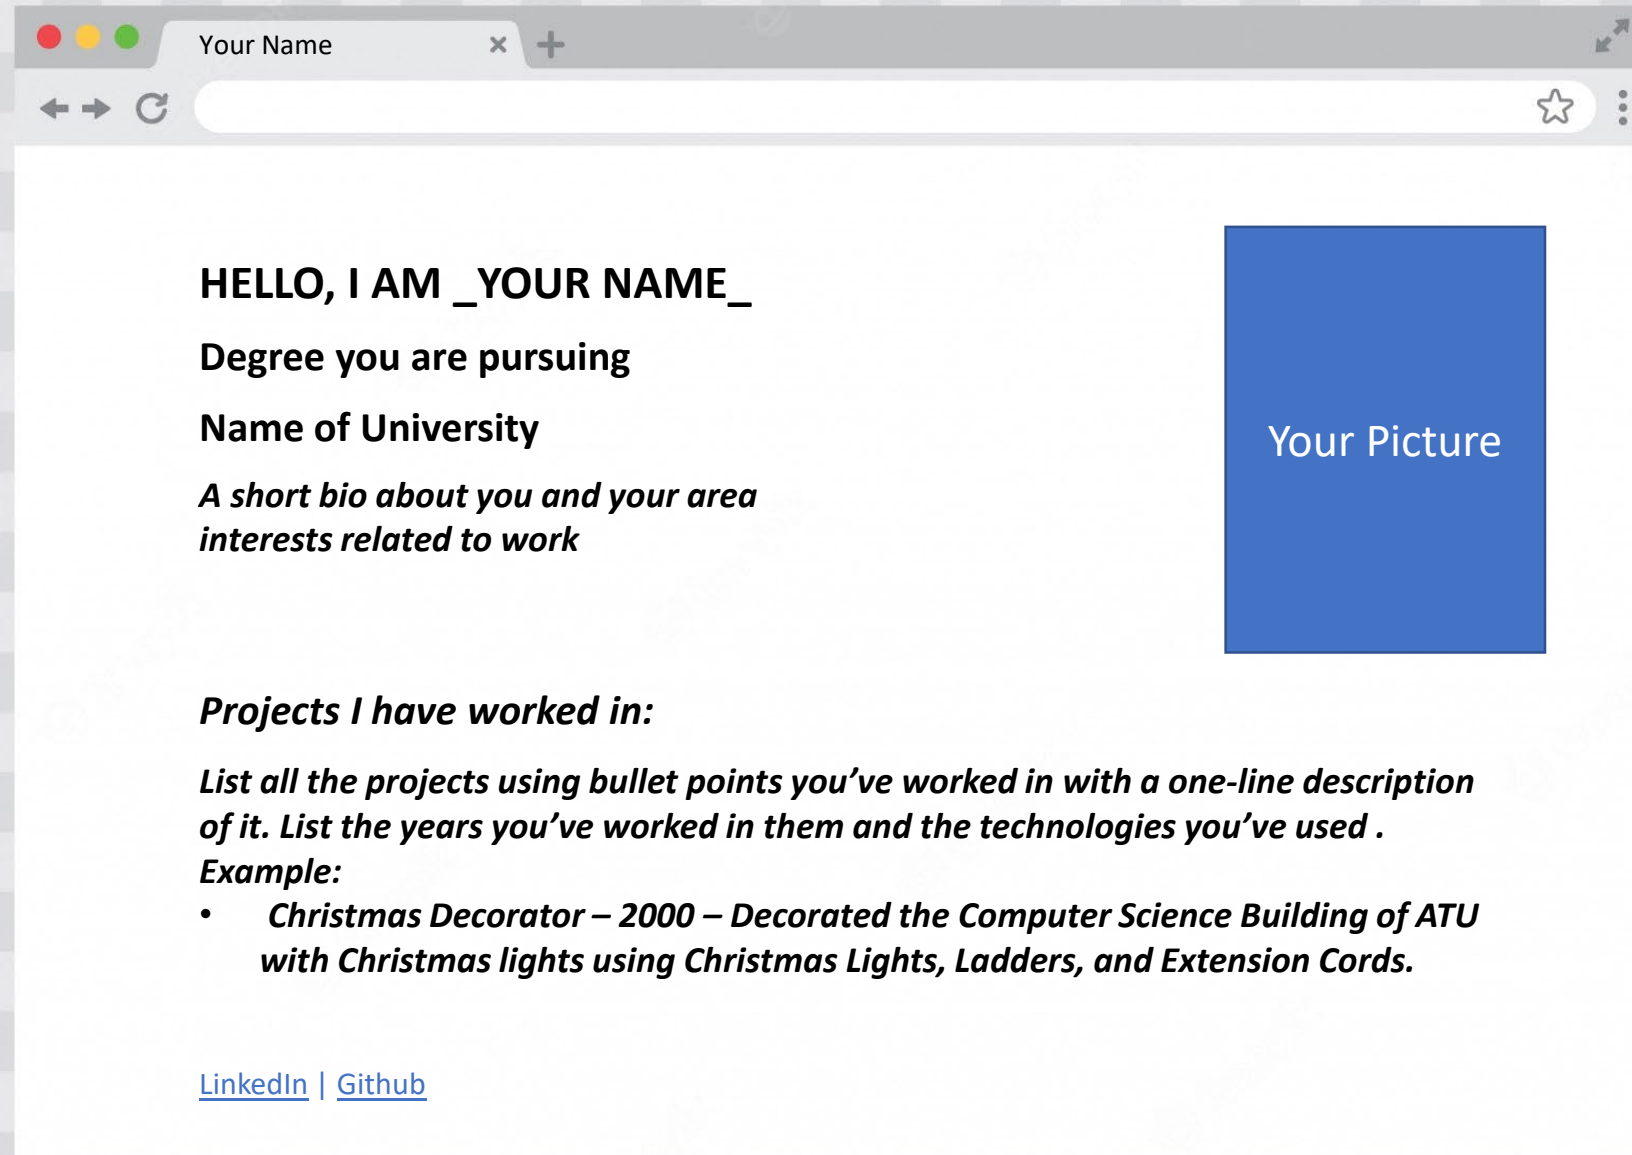 Your Name
HELLO, I AM _YOUR NAME_
Degree you are pursuing
Name of University
A short bio about you and your area
interests related to work
Your Picture
Projects I have worked in:
List all the projects using bullet points you’ve worked in with a one-line description
of it. List the years you’ve worked in them and the technologies you’ve used .
Example:
• Christmas Decorator – 2000 – Decorated the Computer Science Building of ATU
with Christmas lights using Christmas Lights, Ladders, and Extension Cords.
LinkedIn | Github